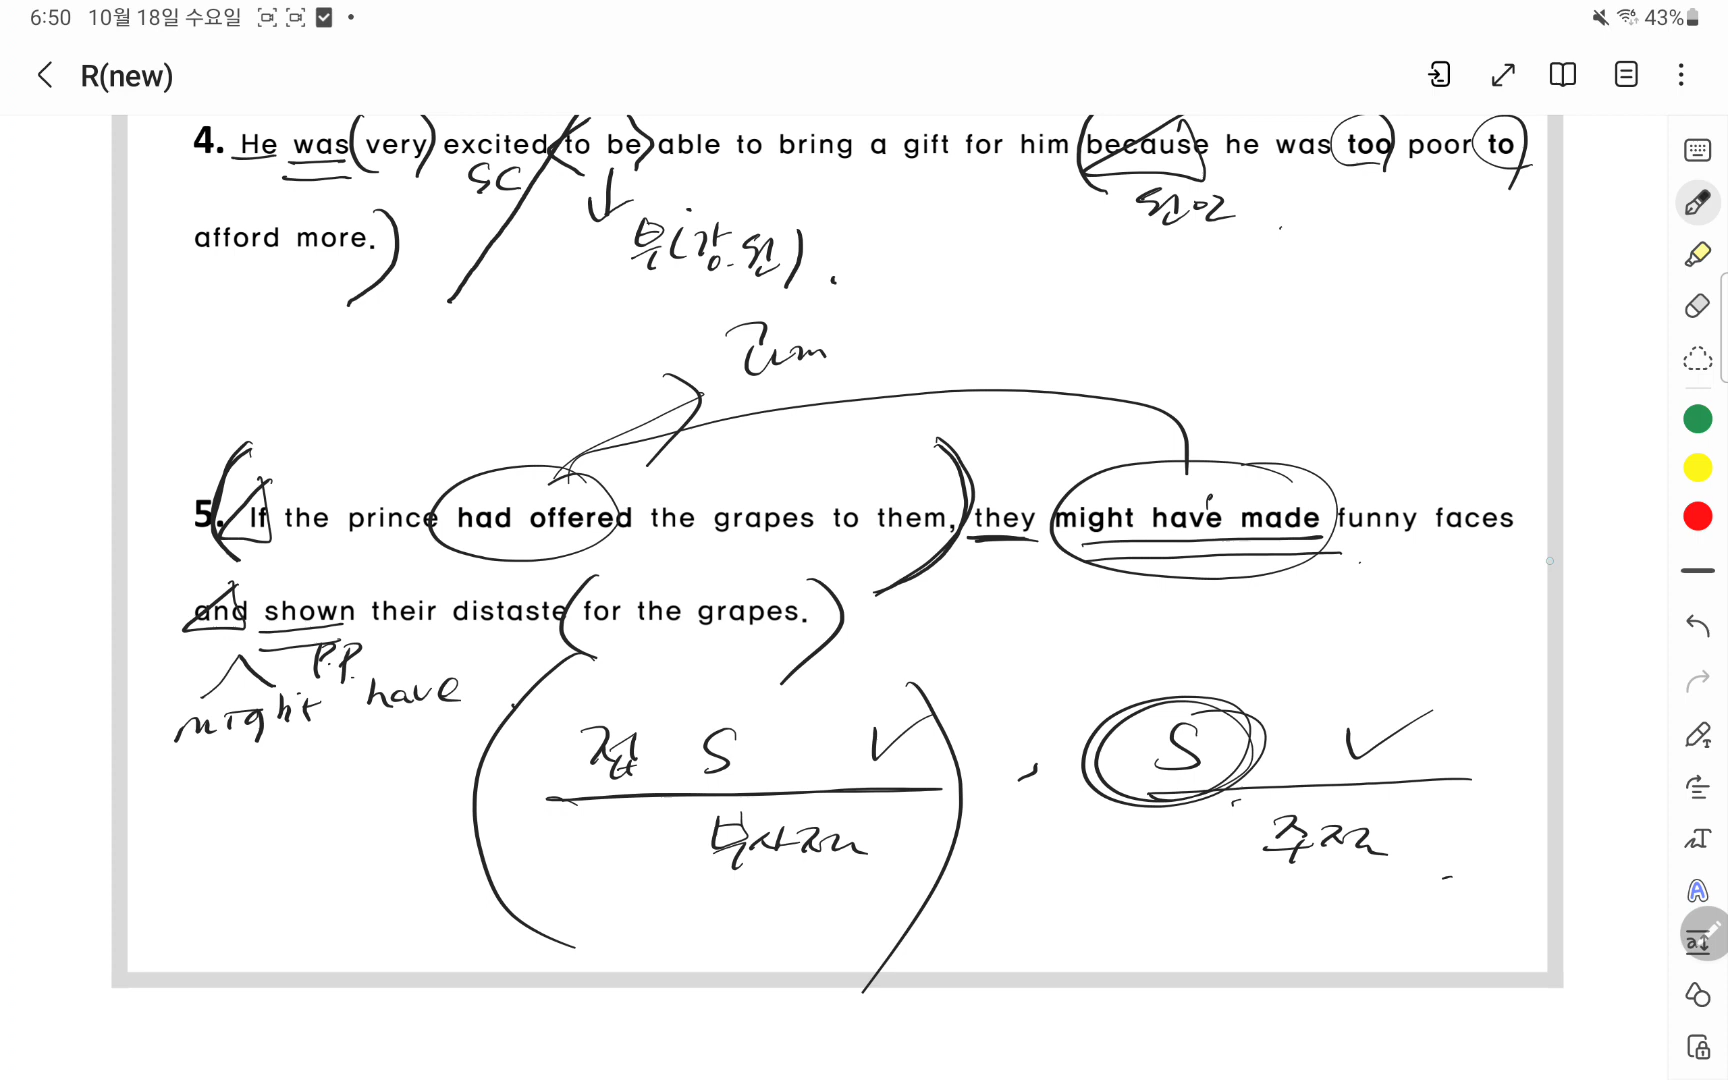 6:50 10월 18일 수요일
43%
R(new)
4. He was very excited to be able to bring a gift for him because he was too poor to
SC
원인
afford more.
부(감.원).
5. If the prince had offered the grapes to them, they might have made funny faces
and shown their distaste for the grapes.
P.P.
might have
접 S V , S V
부사절 주절